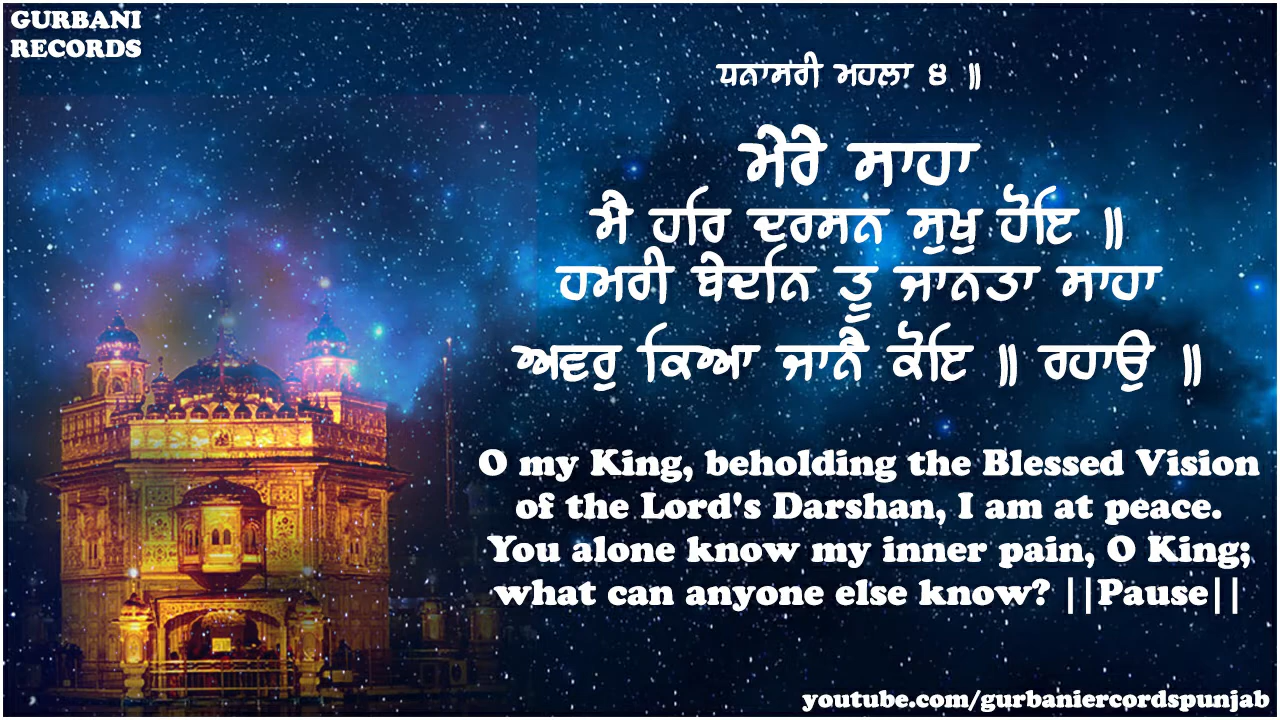 GURBANI
RECORDS
ਧਨਾਸਰੀ ਮਹਲਾ ੪ ॥
ਮੇਰੇ ਸਾਹਾ
ਮੈ ਹਰਿ ਦਰਸਨ ਸੁਖੁ ਹੋਇ ॥
ਹਮਰੀ ਬੇਦਨਿ ਤੂ ਜਾਨਤਾ ਸਾਹਾ
ਅਵਰੁ ਕਿਆ ਜਾਨੈ ਕੋਇ ॥ ਰਹਾਉ ॥
O my King, beholding the Blessed Vision
of the Lord's Darshan, I am at peace.
You alone know my inner pain, O King;
what can anyone else know? ||Pause||
youtube.com/gurbaniercordspunjab